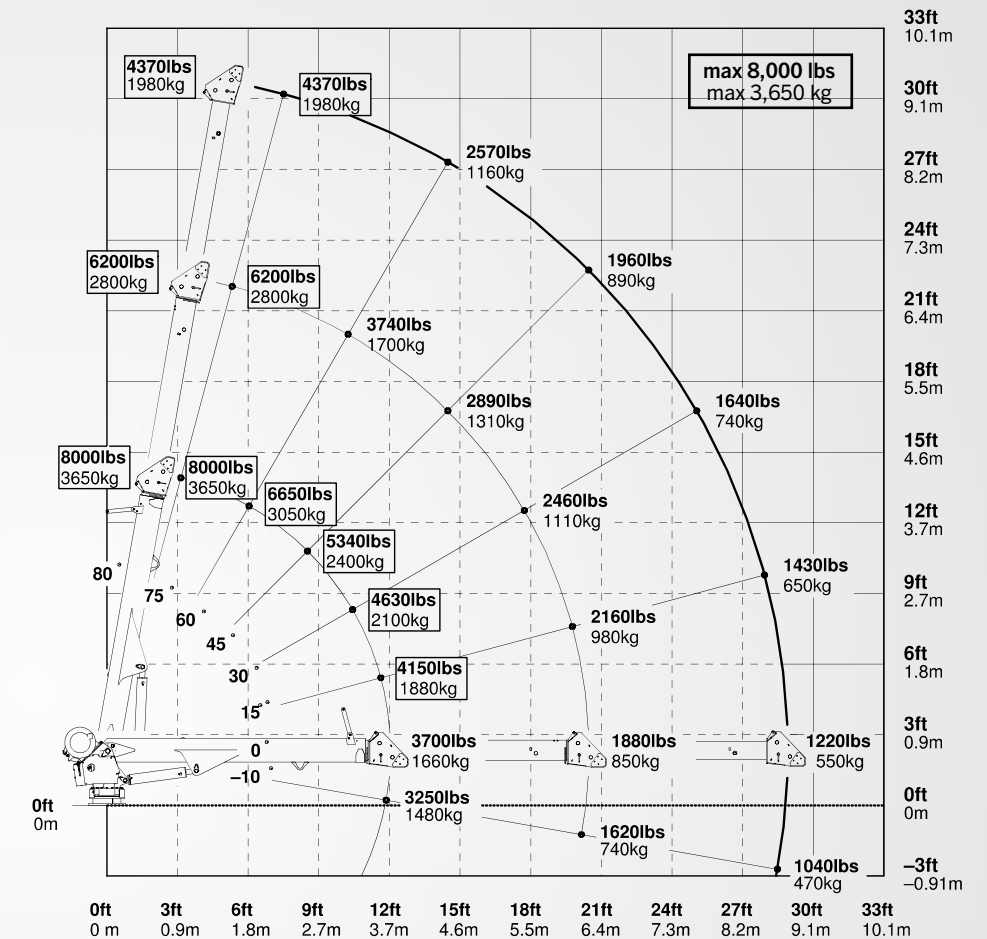 33ft
10.1m
4370lbs
1980kg
4370lbs
1980kg
max 8,000 lbs
max 3,650 kg
30ft
9.1m
2570lbs
1160kg
27ft
8.2m
24ft
7.3m
6200lbs
2800kg
6200lbs
2800kg
1960lbs
890kg
21ft
6.4m
3740lbs
1700kg
18ft
5.5m
2890lbs
1310kg
1640lbs
740kg
15ft
4.6m
8000lbs
3650kg
8000lbs
3650kg
6650lbs
3050kg
2460lbs
1110kg
12ft
3.7m
5340lbs
2400kg
1430lbs
650kg
9ft
2.7m
80
75
60
45
30
15
0
–10
4630lbs
2100kg
2160lbs
980kg
4150lbs
1880kg
6ft
1.8m
3700lbs
1660kg
1880lbs
850kg
1220lbs
550kg
3ft
0.9m
0ft
0m
3250lbs
1480kg
0ft
0m
1620lbs
740kg
1040lbs
470kg
–3ft
–0.91m
0ft 3ft 6ft 9ft 12ft 15ft 18ft 21ft 24ft 27ft 30ft 33ft
0 m 0.9m 1.8m 2.7m 3.7m 4.6m 5.5m 6.4m 7.3m 8.2m 9.1m 10.1m